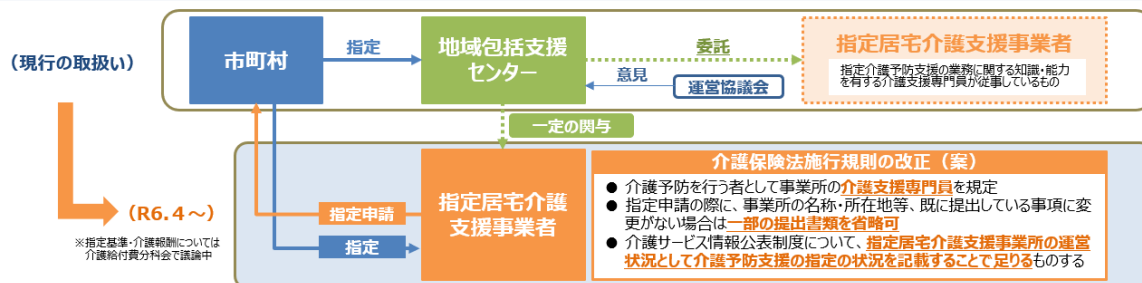 (現行の取扱い)
市町村
指定
地域包括支援
センター
委託
意見
運営協議会
指定居宅介護支援事業者
指定介護予防支援の業務に関する知識・能力
を有する介護支援専門員が従事しているもの
一定の関与
(R6.4~)
※指定基準・介護報酬については
介護給付費分科会で議論中
指定申請
指定
指定居宅介護
支援事業者
介護保険法施行規則の改正(案)
● 介護予防を行う者として事業所の介護支援専門員を規定
● 指定申請の際に、事業所の名称・所在地等、既に提出している事項に変
更がない場合は一部の提出書類を省略可
● 介護サービス情報公表制度について、指定居宅介護支援事業所の運営
状況として介護予防支援の指定の状況を記載することで足りるものする